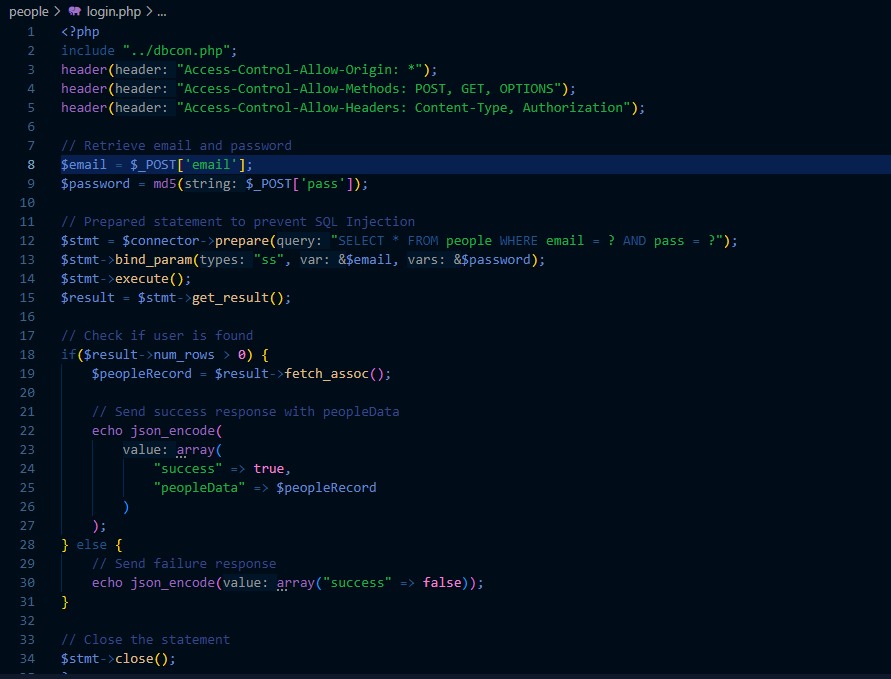 people > login.php > ...
1 <?php
2 include "../dbcon.php";
3 header(header: "Access-Control-Allow-Origin: *");
4 header(header: "Access-Control-Allow-Methods: POST, GET, OPTIONS");
5 header(header: "Access-Control-Allow-Headers: Content-Type, Authorization");
6
7 // Retrieve email and password
8 $email = $_POST['email'];
9 $password = md5(string: $_POST['pass']);
10
11 // Prepared statement to prevent SQL Injection
12 $stmt = $connector->prepare(query: "SELECT * FROM people WHERE email = ? AND pass = ?");
13 $stmt->bind_param(types: "ss", var: &$email, vars: &$password);
14 $stmt->execute();
15 $result = $stmt->get_result();
16
17 // Check if user is found
18 if($result->num_rows > 0) {
19     $peopleRecord = $result->fetch_assoc();
20
21     // Send success response with peopleData
22     echo json_encode(
23         value: array(
24             "success" => true,
25             "peopleData" => $peopleRecord
26         )
27     );
28 } else {
29     // Send failure response
30     echo json_encode(value: array("success" => false));
31 }
32
33 // Close the statement
34 $stmt->close();